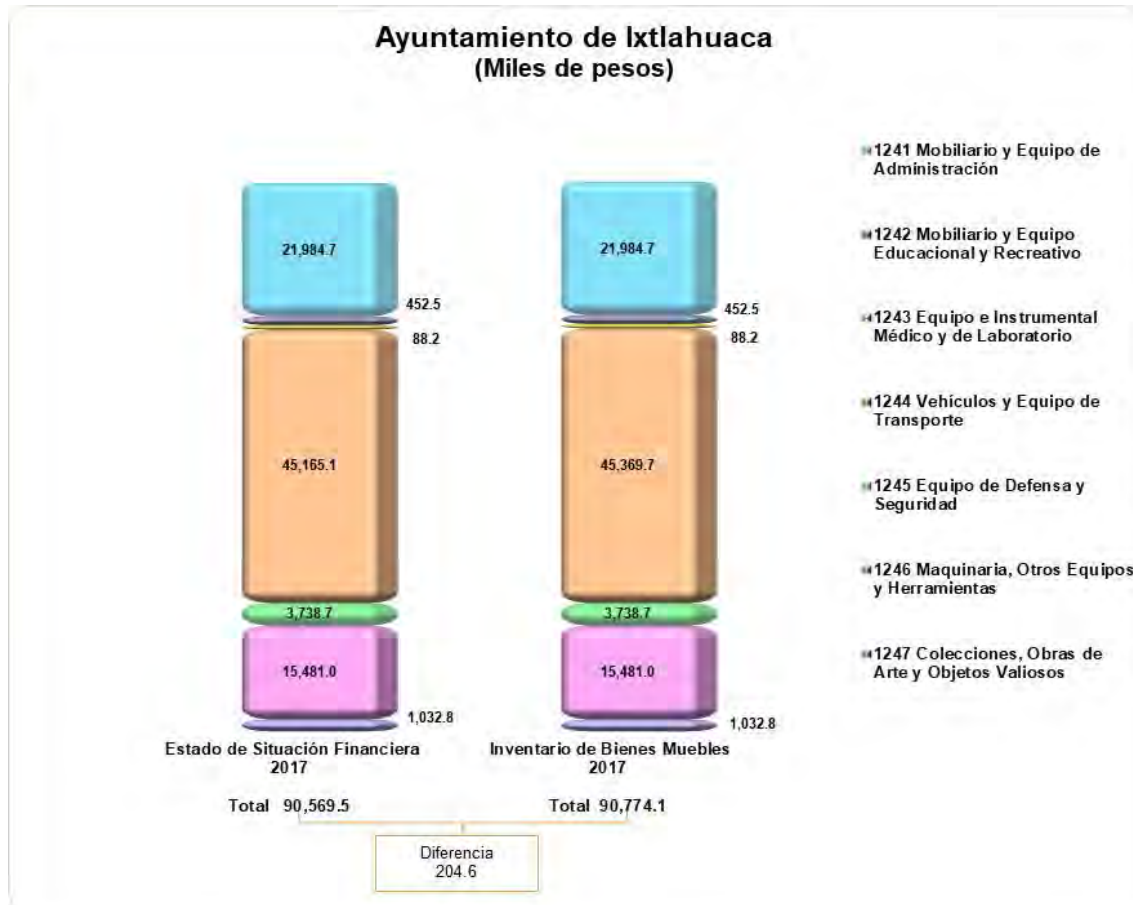 Ayuntamiento de Ixtlahuaca
(Miles de pesos)
21,984.7
452.5
88.2
45,165.1
3,738.7
15,481.0
1,032.8
Estado de Situación Financiera
2017
Total 90,569.5
21,984.7
452.5
88.2
45,369.7
3,738.7
15,481.0
1,032.8
Inventario de Bienes Muebles
2017
Total 90,774.1
Diferencia
204.6
1241 Mobiliario y Equipo de
Administración
1242 Mobiliario y Equipo
Educacional y Recreativo
1243 Equipo e Instrumental
Médico y de Laboratorio
1244 Vehículos y Equipo de
Transporte
1245 Equipo de Defensa y
Seguridad
1246 Maquinaria, Otros Equipos
y Herramientas
1247 Colecciones, Obras de
Arte y Objetos Valiosos